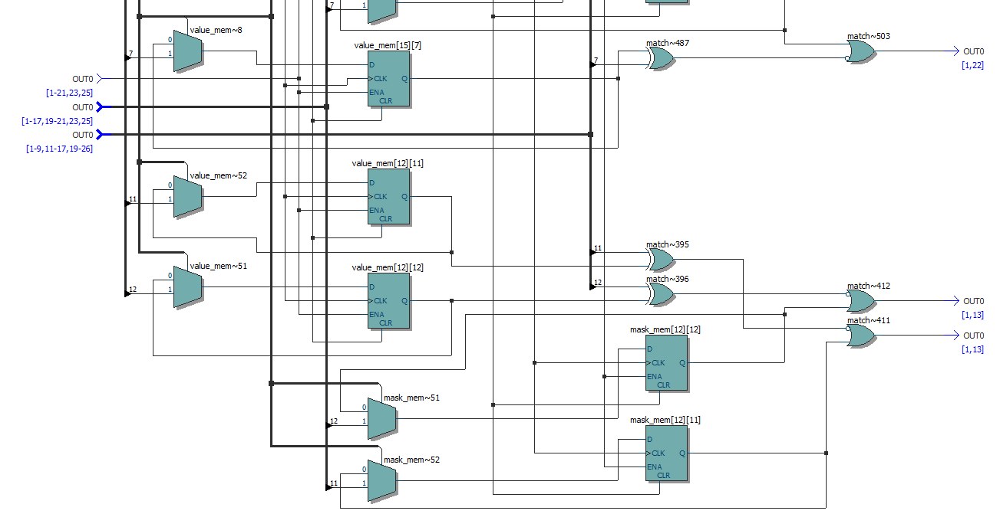 7
1
value_mem~8
0
7
1
value_mem[15][7]
D
CLK
Q
ENA
CLR
match~487
7
match~503
OUT0
[1,22]
OUT0
[1-21,23,25]
OUT0
[1-17,19-21,23,25]
OUT0
[1-9,11-17,19-26]
value_mem~52
0
11
1
value_mem[12][11]
D
CLK
Q
ENA
CLR
match~395
11
value_mem~51
0
12
1
value_mem[12][12]
D
CLK
Q
ENA
CLR
match~396
12
match~412
OUT0
[1,13]
match~411
OUT0
[1,13]
mask_mem[12][12]
D
CLK
Q
ENA
CLR
mask_mem~51
0
12
1
mask_mem[12][11]
D
CLK
Q
ENA
CLR
mask_mem~52
0
11
1